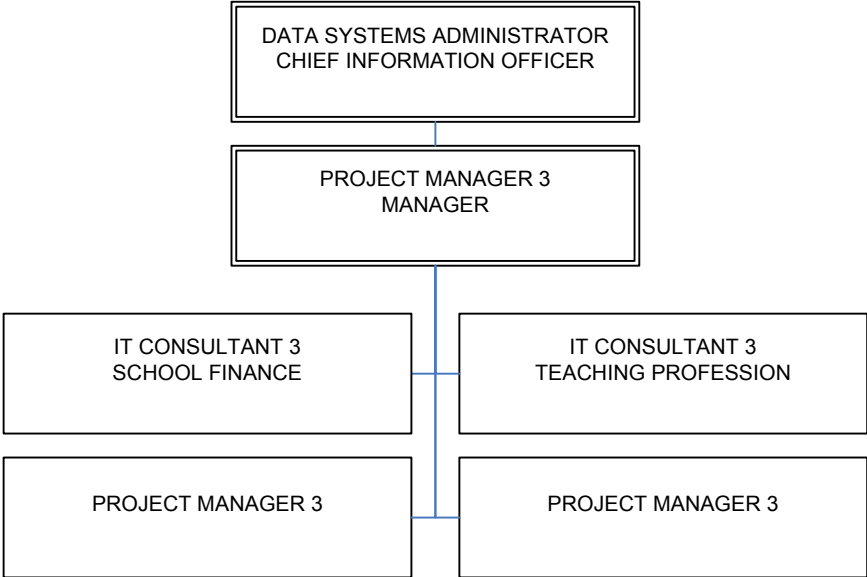 DATA SYSTEMS ADMINISTRATOR
CHIEF INFORMATION OFFICER
PROJECT MANAGER 3
MANAGER
IT CONSULTANT 3
SCHOOL FINANCE
IT CONSULTANT 3
TEACHING PROFESSION
PROJECT MANAGER 3
PROJECT MANAGER 3